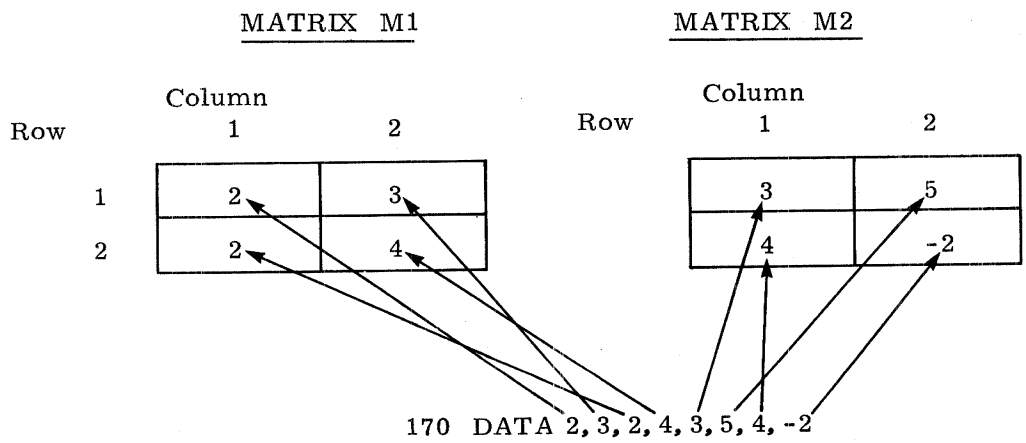 MATRIX M1 MATRIX M2
Column Column
Row 1 2 Row 1 2
1 2 3 3 5
2 2 4 4 -2
170 DATA 2,3,2,4,3,5,4,-2